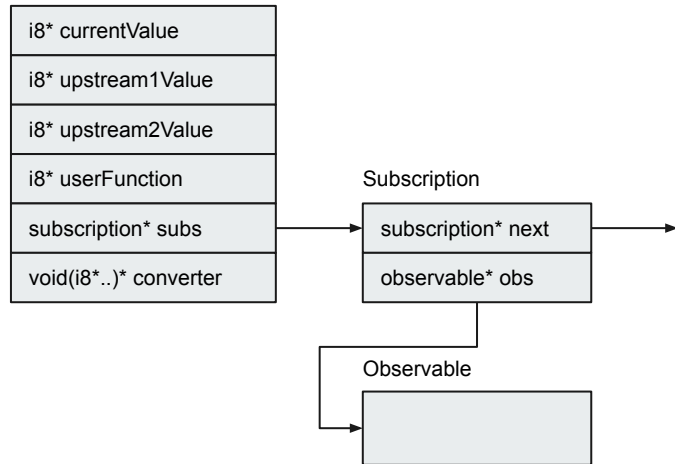 i8* currentValue
i8* upstream1Value
i8* upstream2Value
i8* userFunction
subscription* subs
void(i8*..)* converter
Subscription
subscription* next
observable* obs
Observable